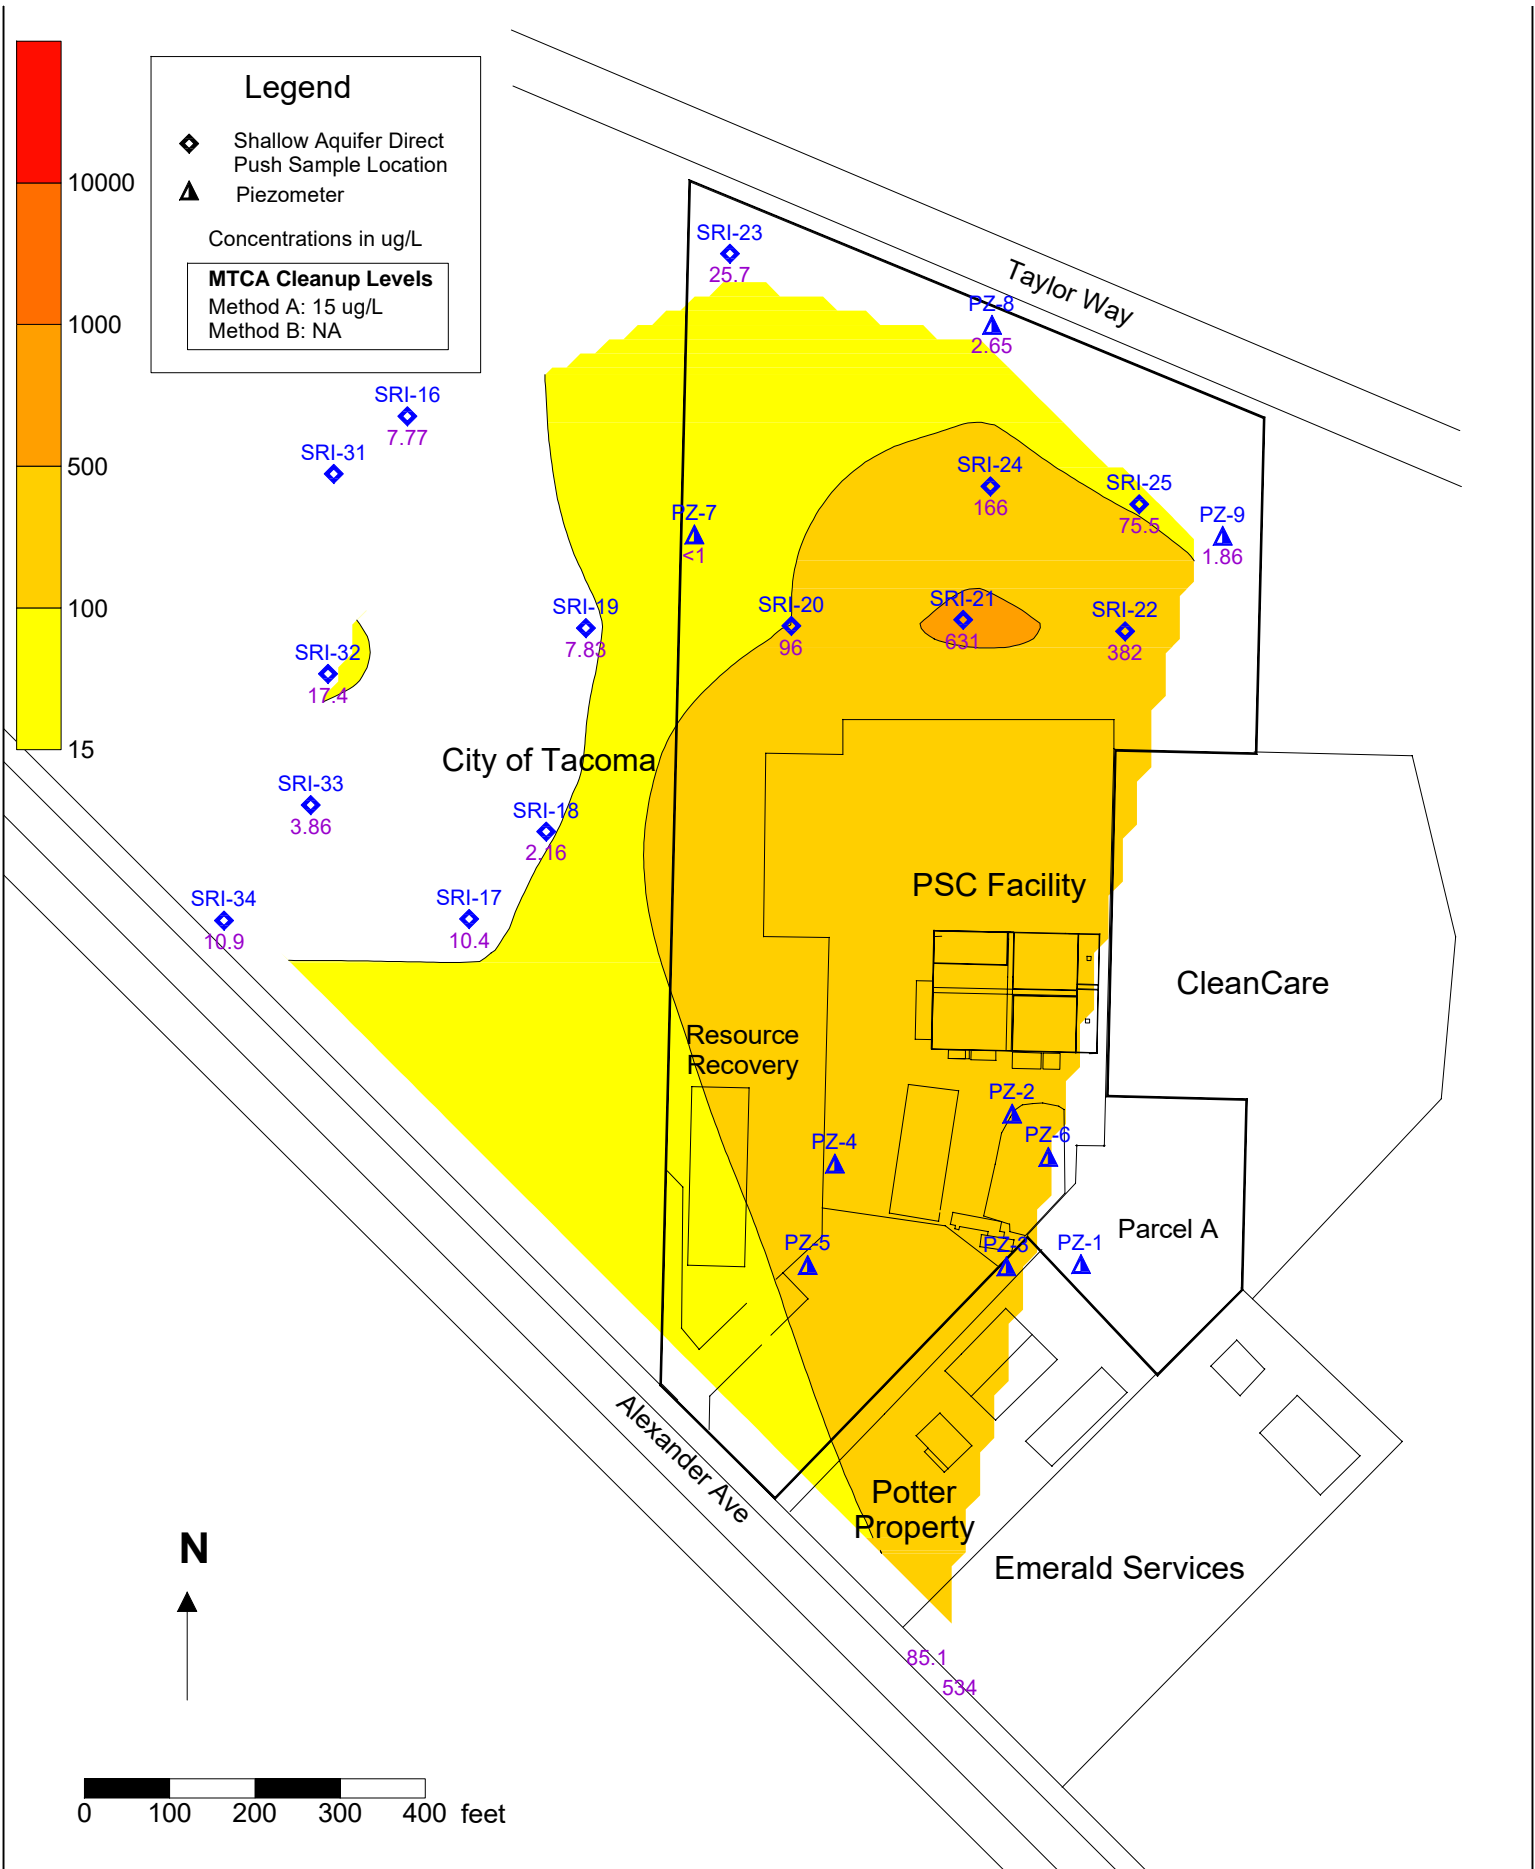 Legend
Shallow Aquifer Direct
Push Sample Location
Piezometer
Concentrations in ug/L
MTCA Cleanup Levels
Method A: 15 ug/L
Method B: NA
10000
1000
500
100
15
SRI-23
25.7
Taylor Way
PZ-8
2.65
SRI-16
7.77
SRI-31
SRI-24
166
SRI-25
75.5
PZ-7
<1
PZ-9
1.86
SRI-19
7.83
SRI-20
96
SRI-21
631
SRI-22
382
SRI-32
17.4
City of Tacoma
SRI-33
3.86
SRI-18
2.16
SRI-34
10.9
SRI-17
10.4
PSC Facility
CleanCare
Resource
Recovery
PZ-2
PZ-6
PZ-4
PZ-5
PZ-3
PZ-1
Parcel A
Alexander Ave
Potter
Property
Emerald Services
N
85.1
534
0 100 200 300 400 feet